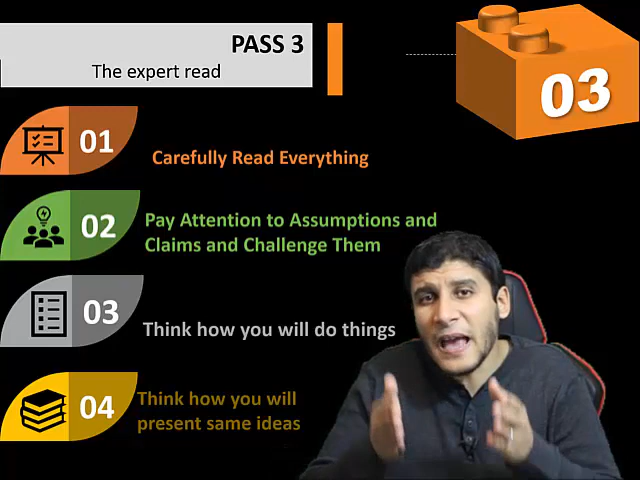 PASS 3
The expert read
03
01
Carefully Read Everything
02
Pay Attention to Assumptions and
Claims and Challenge Them
03
Think how you will do things
04
Think how you will
present same ideas